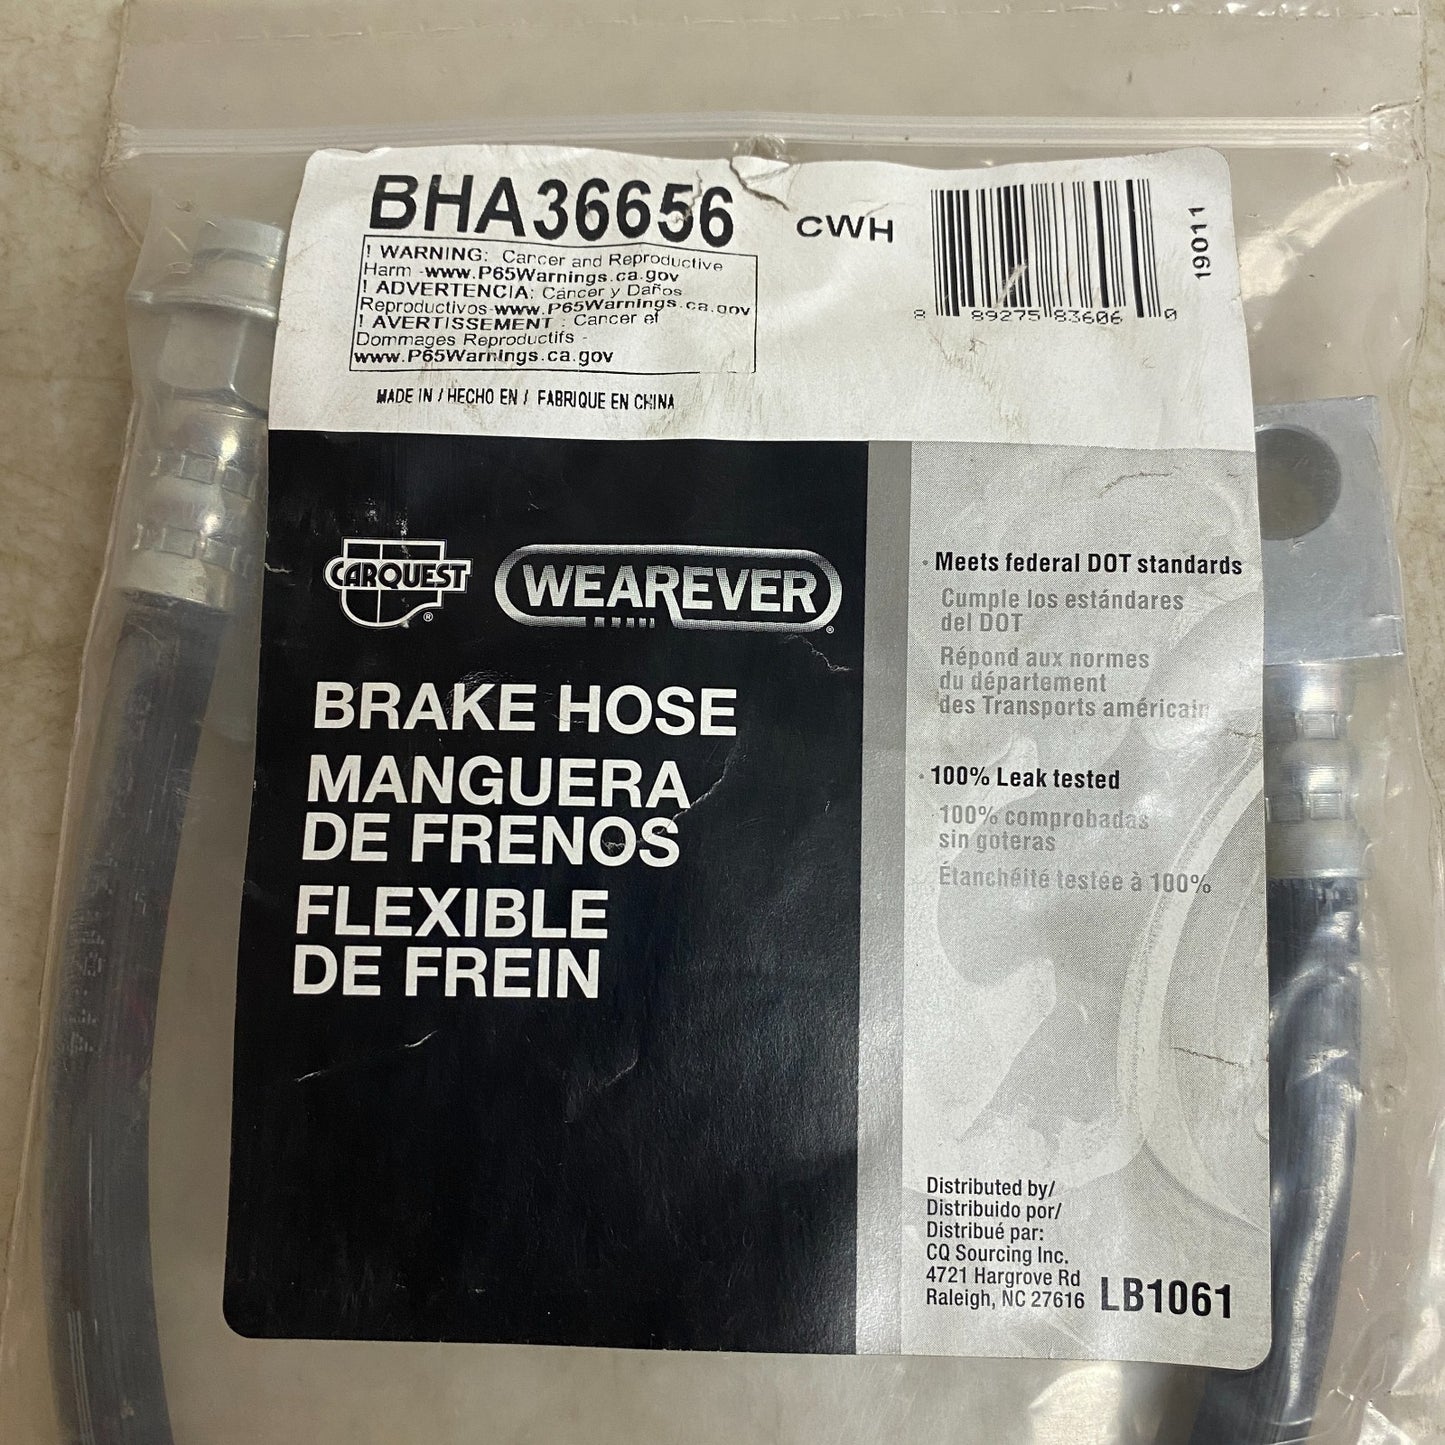 BHA36656
CWH
! WARNING: Cancer and Reproductive
Harm -www.P65Warnings.ca.gov
! ADVERTENCIA: Cáncer y Daños
Reproductivos-www.P65Warnings.ca.gov
! AVERTISSEMENT : Cancer et
Dommages Reproductifs -
www.P65Warnings.ca.gov
MADE IN / HECHO EN / FABRIQUE EN CHINA
8 89275 83606 0
19011
CARQUEST ®
WEAREVER ®
BRAKE HOSE
MANGUERA
DE FRENOS
FLEXIBLE
DE FREIN
· Meets federal DOT standards
Cumple los estándares
del DOT
Répond aux normes
du département
des Transports américain
· 100% Leak tested
100% comprobadas
sin goteras
Étanchéité testée à 100%
Distributed by/
Distribuido por/
Distribué par:
CQ Sourcing Inc.
4721 Hargrove Rd
Raleigh, NC 27616
LB1061